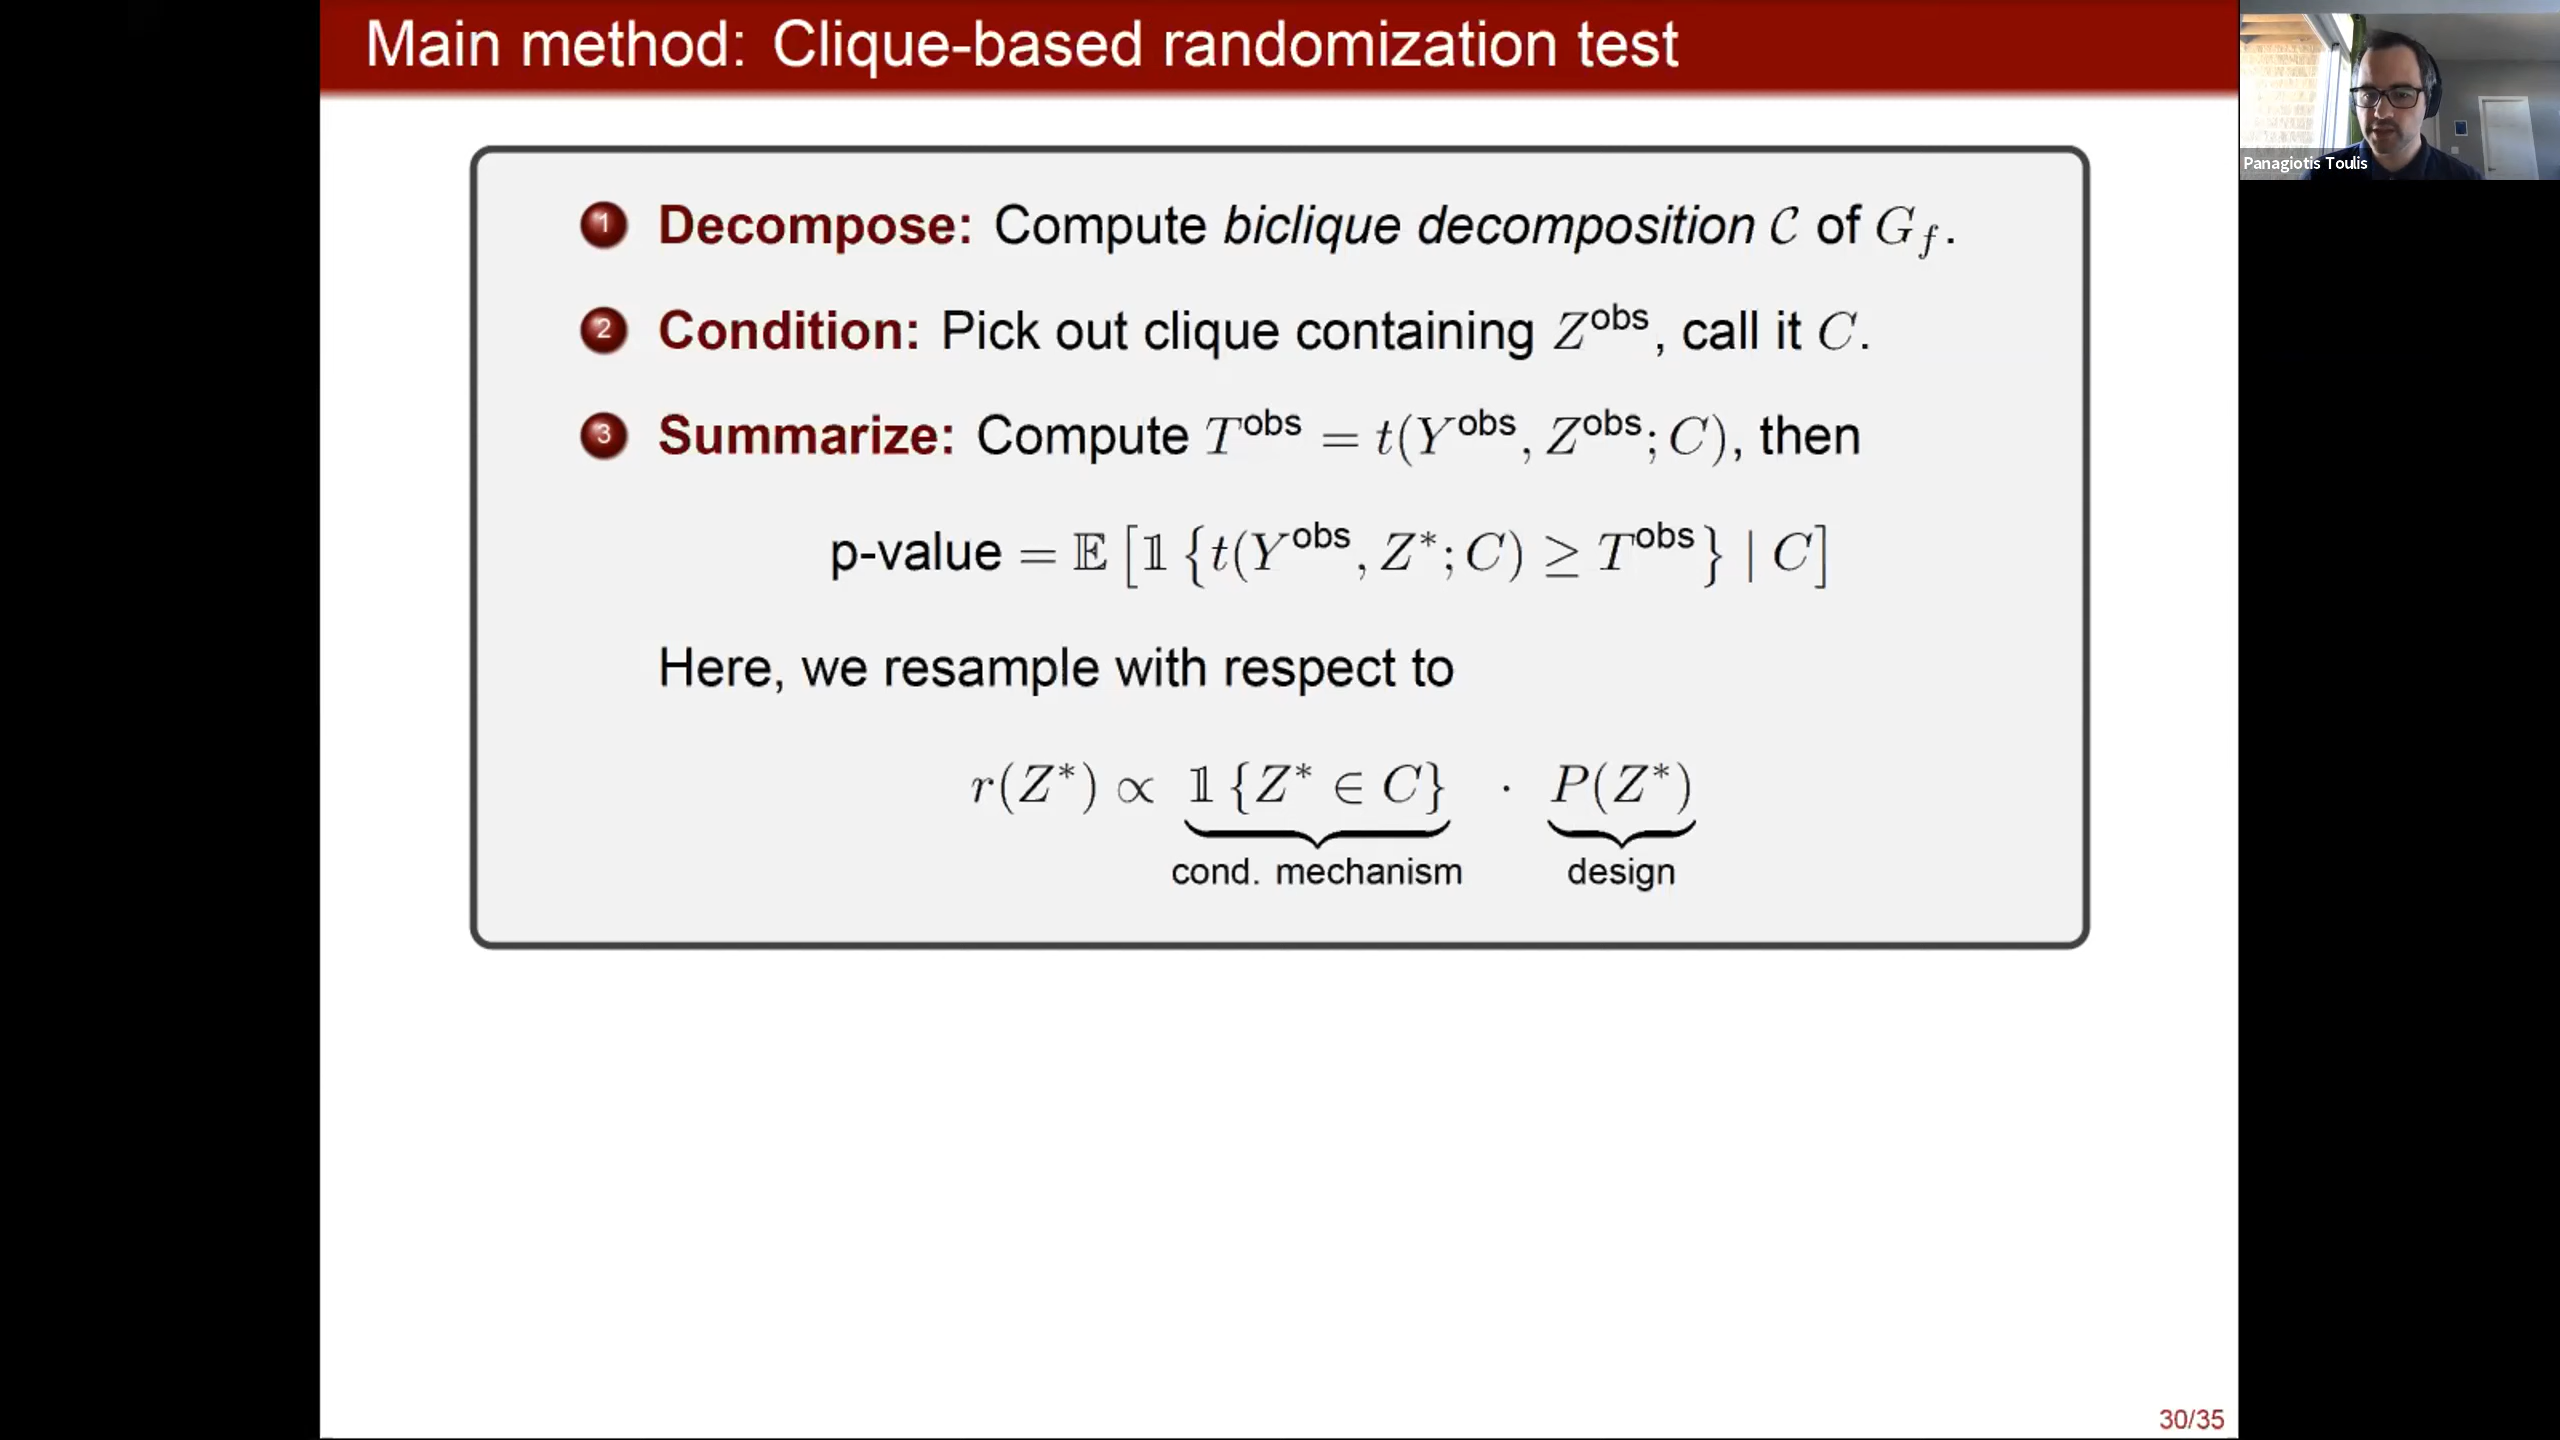 Main method: Clique-based randomization test
Panagiotis Toulis
1 Decompose: Compute biclique decomposition 𝒞 of G_f.
2 Condition: Pick out clique containing Z^obs, call it C.
3 Summarize: Compute T^obs = t(Y^obs, Z^obs; C), then
p-value = 𝔼 [𝟙 {t(Y^obs, Z*; C) ≥ T^obs} | C]
Here, we resample with respect to
r(Z*) ∝ 𝟙 {Z* ∈ C} · P(Z*)
cond. mechanism design
30/35